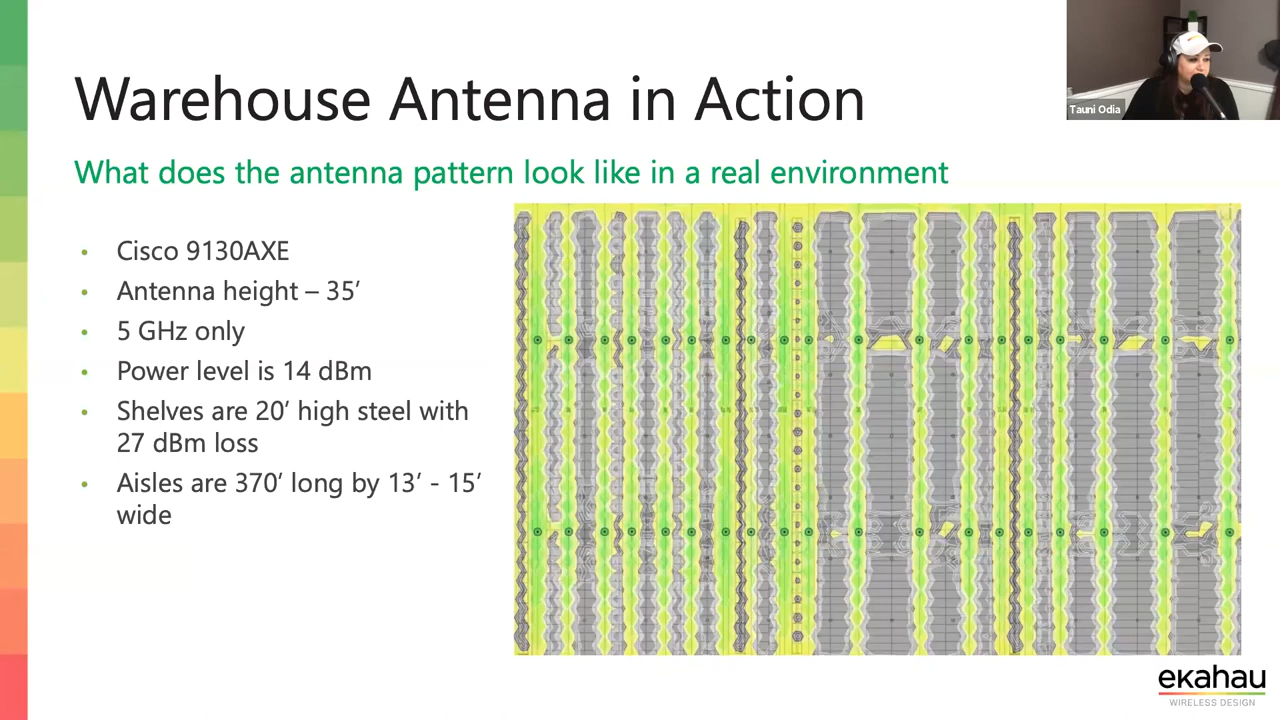 Warehouse Antenna in Action
Tauni Odia
What does the antenna pattern look like in a real environment
• Cisco 9130AXE
• Antenna height – 35’
• 5 GHz only
• Power level is 14 dBm
• Shelves are 20’ high steel with
27 dBm loss
• Aisles are 370’ long by 13’ - 15’
wide
ekahau
WIRELESS DESIGN